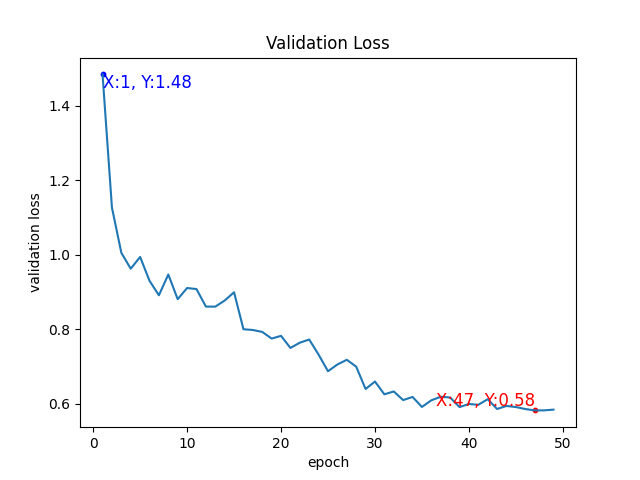 Validation Loss
X:1, Y:1.48
1.4
1.2
1.0
0.8
0.6
validation loss
X:47, Y:0.58
0 10 20 30 40 50
epoch